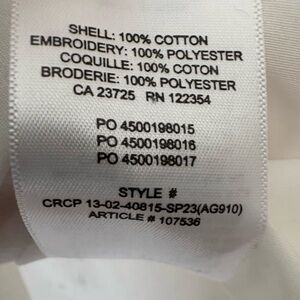 SHELL: 100% COTTON
EMBROIDERY: 100% POLYESTER
COQUILLE: 100% COTON
BRODERIE: 100% POLYESTER
CA 23725 RN 122354
PO 4500198015
PO 4500198016
PO 4500198017
STYLE #
CRCP 13-02-40815-SP23(AG910)
ARTICLE # 107536